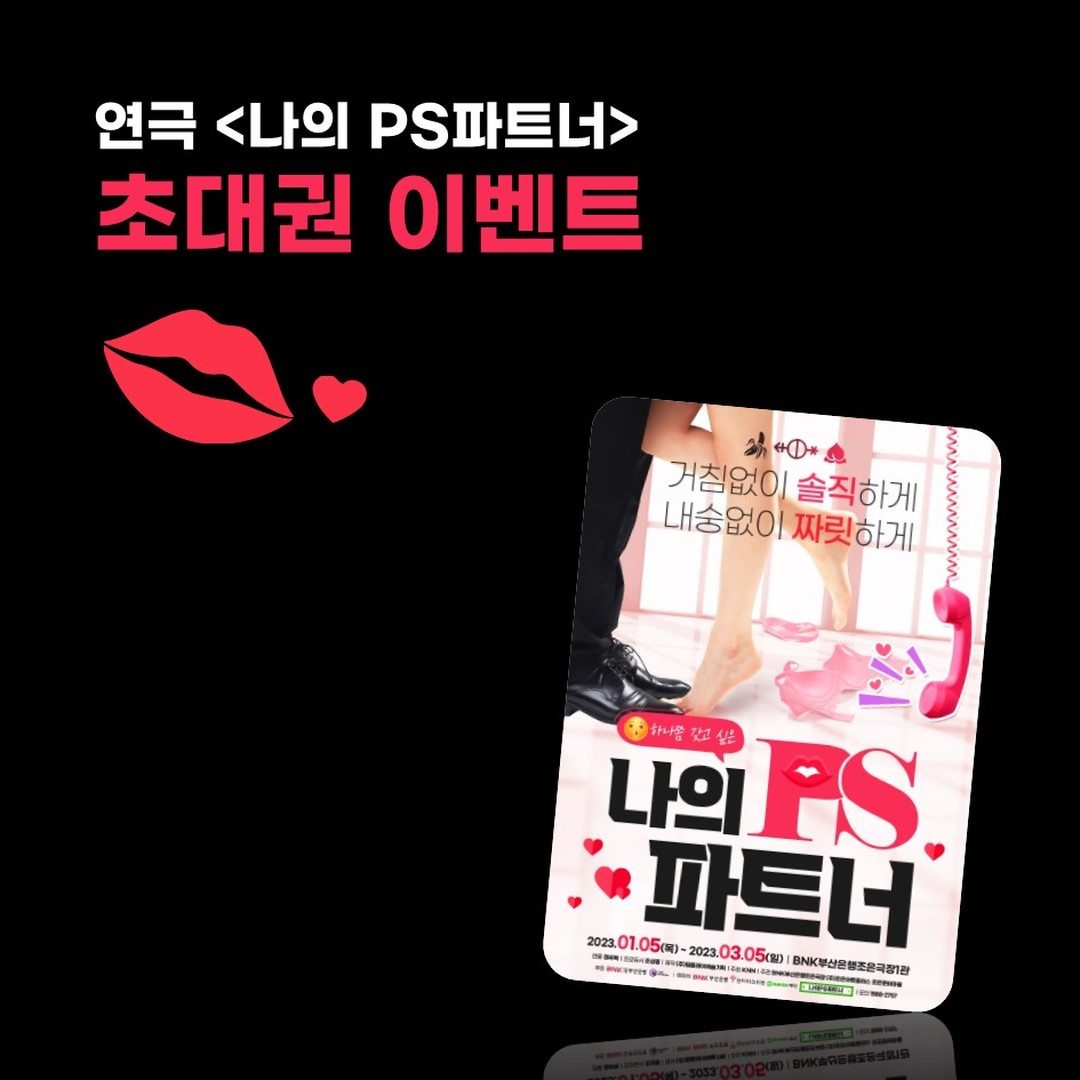 연극 <나의 PS파트너>
초대권 이벤트
거침없이 솔직하게
내숭없이 짜릿하게
하나쯤 갖고 싶은
나의 PS
파트너
2023.01.05(목) ~ 2023.03.05(일) | BNK부산은행조은극장1관